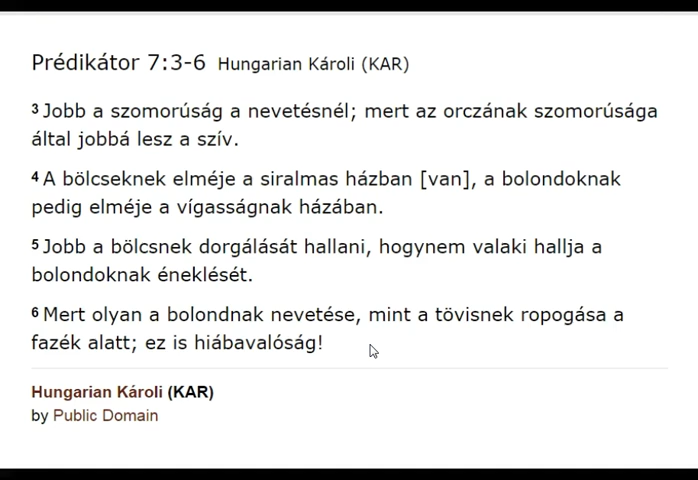 Prédikátor 7:3-6 Hungarian Károli (KAR)
3 Jobb a szomorúság a nevetésnél; mert az orczának szomorúsága
által jobbá lesz a szív.
4 A bölcseknek elméje a siralmas házban [van], a bolondoknak
pedig elméje a vígasságnak házában.
5 Jobb a bölcsnek dorgálását hallani, hogynem valaki hallja a
bolondoknak éneklését.
6 Mert olyan a bolondnak nevetése, mint a tövisnek ropogása a
fazék alatt; ez is hiábavalóság!
Hungarian Károli (KAR)
by Public Domain